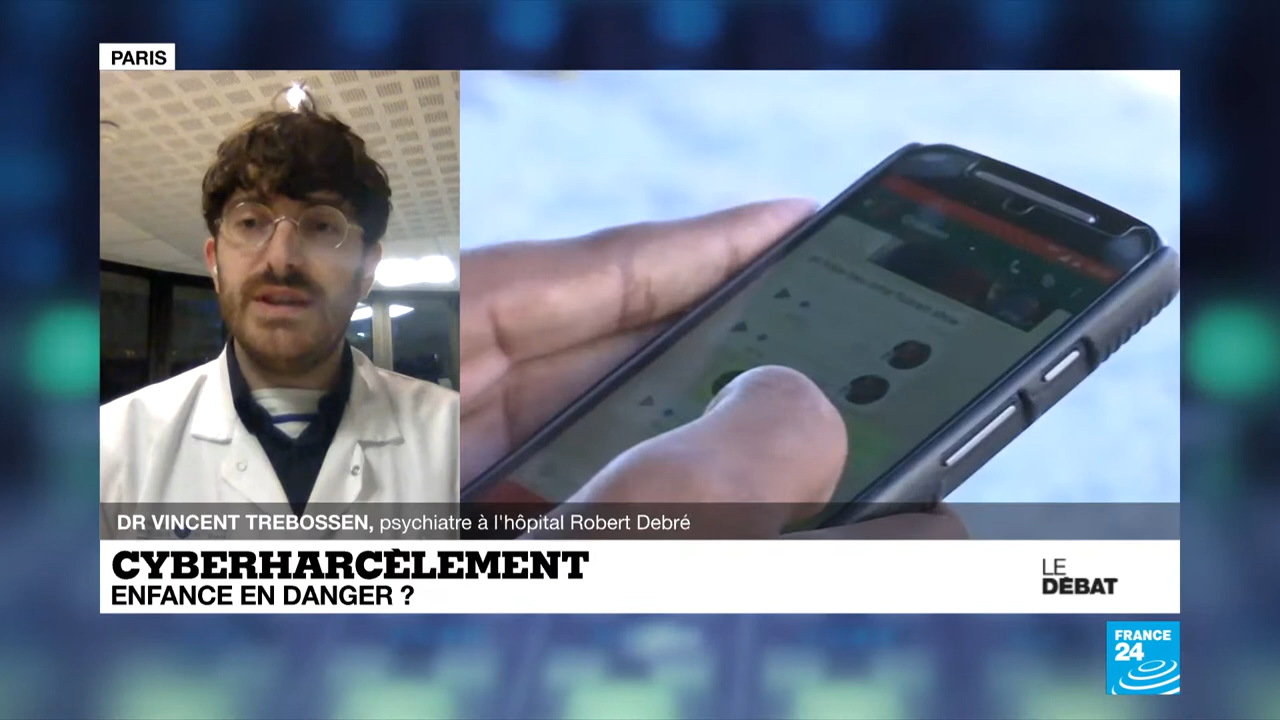 PARIS
DR VINCENT TREBOSSEN, psychiatre à l'hôpital Robert Debré
CYBERHARCÈLEMENT
ENFANCE EN DANGER ?
LE
DÉBAT
FRANCE
24